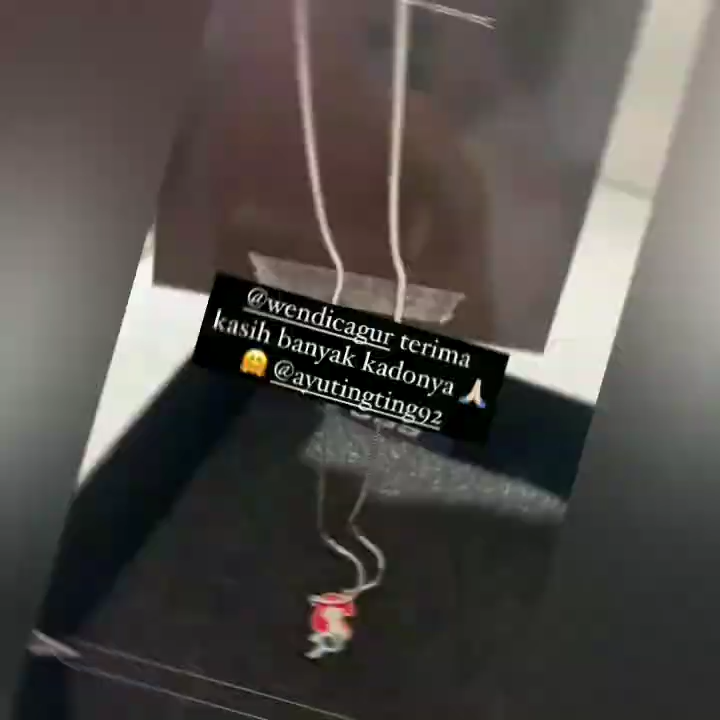 @wendicagur terima
kasih banyak kadonya 🙏🏻
🤗 @ayutingting92